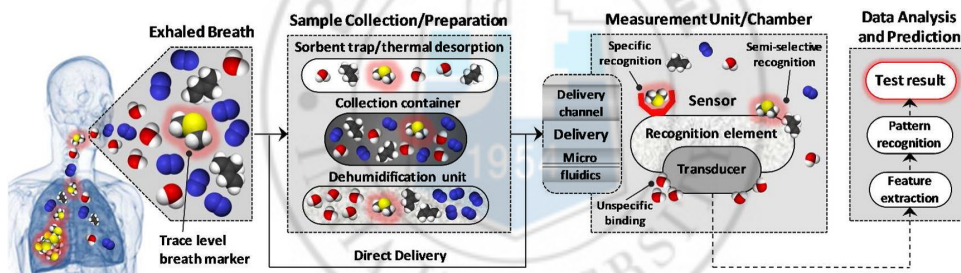 Exhaled Breath
Trace level
breath marker
Sample Collection/Preparation
Sorbent trap/thermal desorption
Collection container
Dehumidification unit
Direct Delivery
Measurement Unit/Chamber
Delivery
channel
Delivery
Micro
fluidics
Specific
recognition
Semi-selective
recognition
Sensor
Recognition element
Transducer
Unspecific
binding
Data Analysis
and Prediction
Test result
Pattern
recognition
Feature
extraction